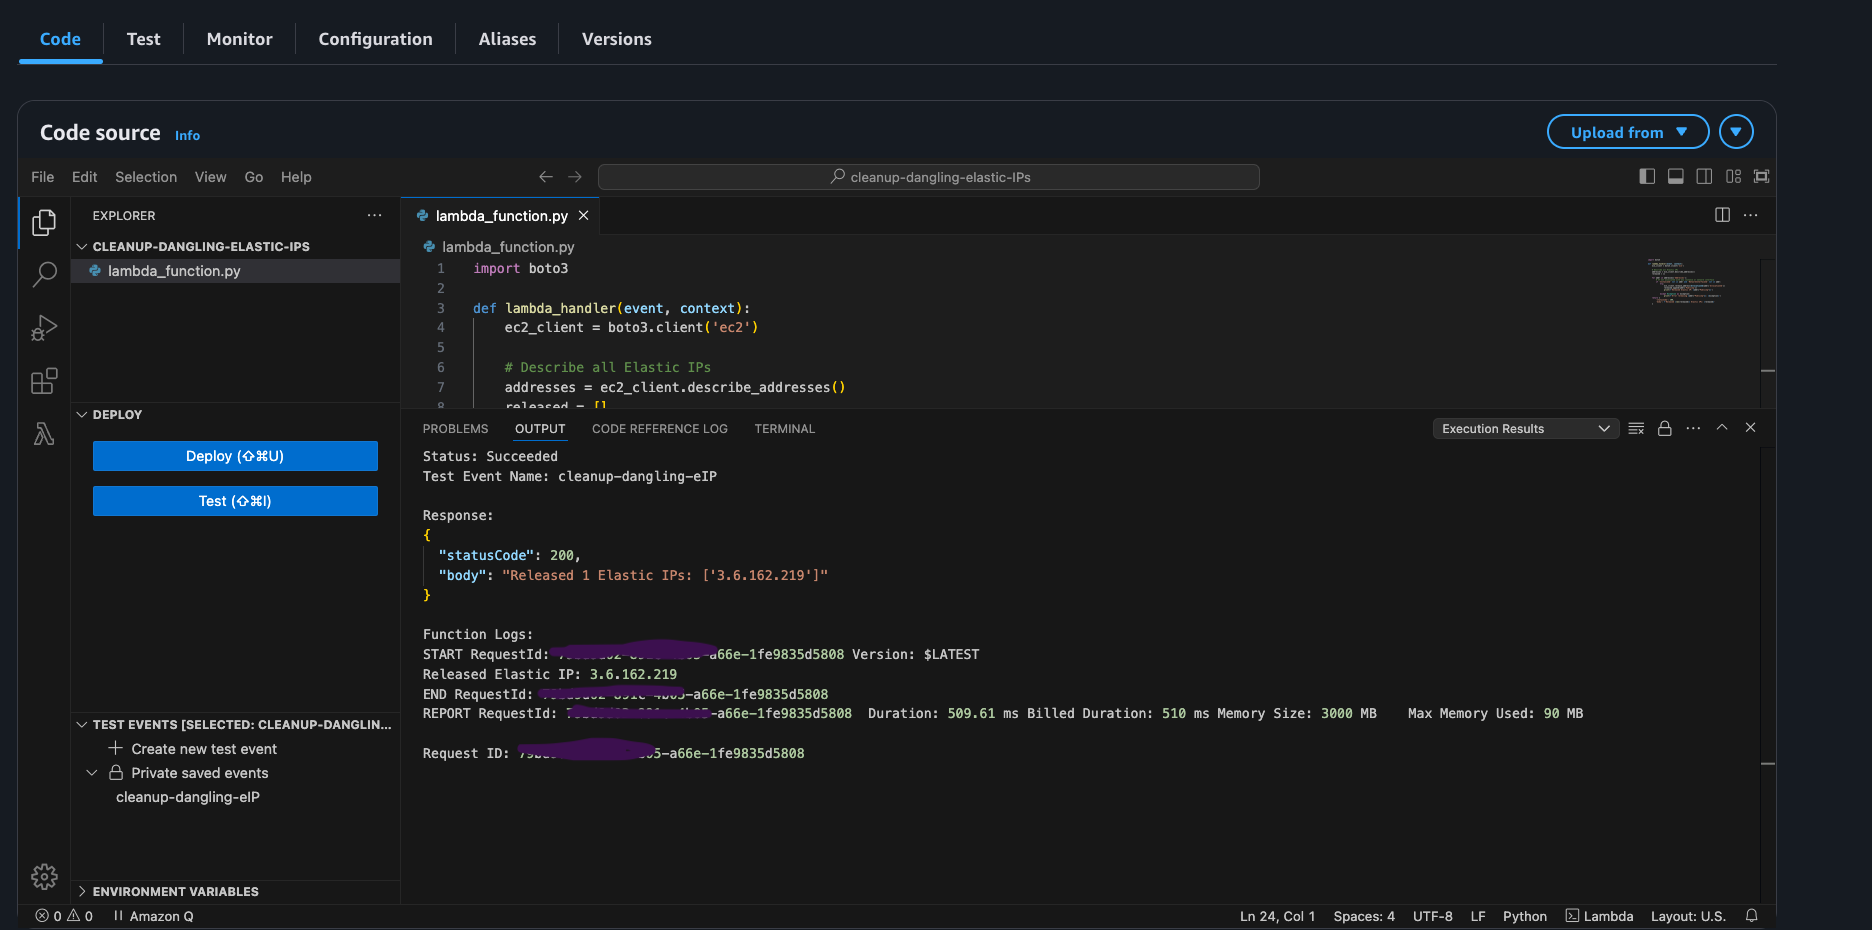 Code Test Monitor Configuration Aliases Versions
Code source Info
Upload from
File Edit Selection View Go Help
cleanup-dangling-elastic-IPs
EXPLORER
CLEANUP-DANGLING-ELASTIC-IPS
lambda_function.py
DEPLOY
Deploy (⇧⌘U)
Test (⇧⌘I)
TEST EVENTS [SELECTED: CLEANUP-DANGLIN...
Create new test event
Private saved events
cleanup-dangling-eIP
ENVIRONMENT VARIABLES
lambda_function.py
lambda_function.py
1 import boto3
2
3 def lambda_handler(event, context):
4 ec2_client = boto3.client('ec2')
5
6 # Describe all Elastic IPs
7 addresses = ec2_client.describe_addresses()
8 released = []
PROBLEMS OUTPUT CODE REFERENCE LOG TERMINAL
Execution Results
Status: Succeeded
Test Event Name: cleanup-dangling-eIP
Response:
{
"statusCode": 200,
"body": "Released 1 Elastic IPs: ['3.6.162.219']"
}
Function Logs:
START RequestId: -a66e-1fe9835d5808 Version: $LATEST
Released Elastic IP: 3.6.162.219
END RequestId: -a66e-1fe9835d5808
REPORT RequestId: -a66e-1fe9835d5808 Duration: 509.61 ms Billed Duration: 510 ms Memory Size: 3000 MB Max Memory Used: 90 MB
Request ID: -a66e-1fe9835d5808
0 0 Amazon Q
Ln 24, Col 1 Spaces: 4 UTF-8 LF Python Lambda Layout: U.S.